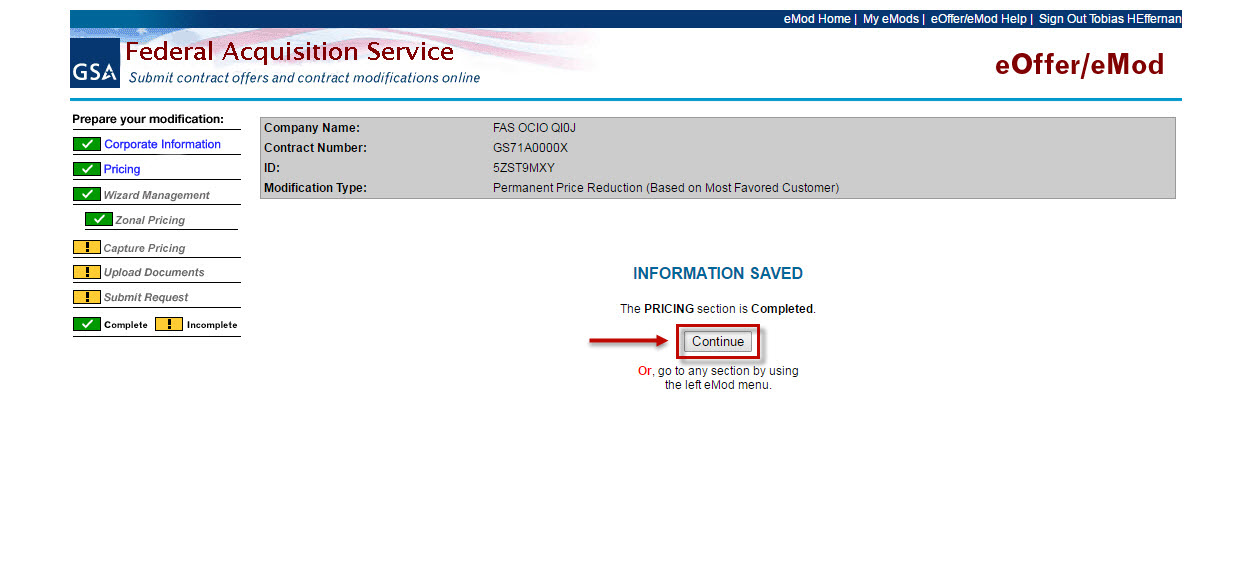 eMod Home | My eMods | eOffer/eMod Help | Sign Out Tobias HEffernan
GSA
Federal Acquisition Service
Submit contract offers and contract modifications online
eOffer/eMod
Prepare your modification:
Corporate Information
Pricing
Wizard Management
Zonal Pricing
Capture Pricing
Upload Documents
Submit Request
Complete Incomplete
Company Name: FAS OCIO QI0J
Contract Number: GS71A0000X
ID: 5ZST9MXY
Modification Type: Permanent Price Reduction (Based on Most Favored Customer)
INFORMATION SAVED
The PRICING section is Completed.
Continue
Or, go to any section by using
the left eMod menu.